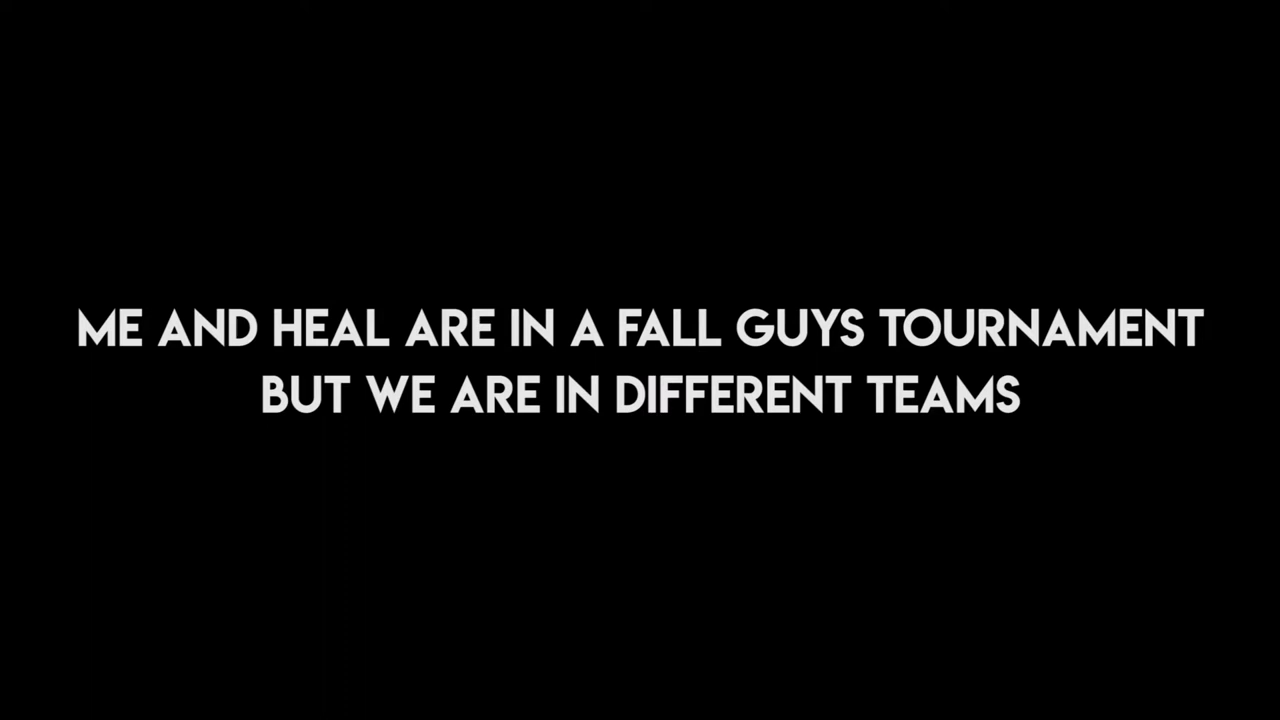 ME AND HEAL ARE IN A FALL GUYS TOURNAMENT
BUT WE ARE IN DIFFERENT TEAMS